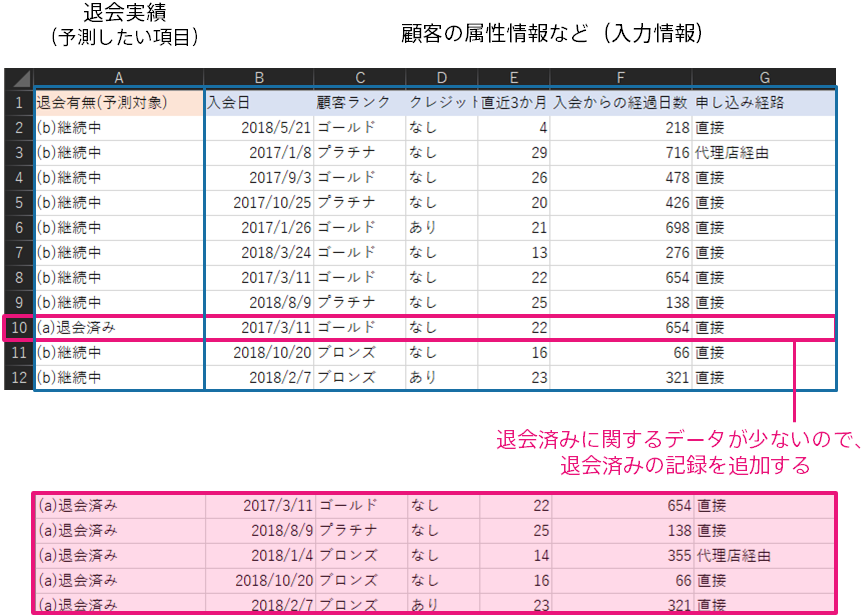 退会実績
(予測したい項目)
顧客の属性情報など（入力情報）
A B C D E F G
1 退会有無(予測対象) 入会日 顧客ランク クレジット 直近3か月 入会からの経過日数 申し込み経路
2 (b)継続中 2018/5/21 ゴールド なし 4 218 直接
3 (b)継続中 2017/1/8 プラチナ なし 29 716 代理店経由
4 (b)継続中 2017/9/3 ゴールド なし 26 478 直接
5 (b)継続中 2017/10/25 プラチナ なし 20 426 直接
6 (b)継続中 2017/1/26 ゴールド あり 21 698 直接
7 (b)継続中 2018/3/24 ゴールド なし 13 276 直接
8 (b)継続中 2017/3/11 ゴールド なし 22 654 直接
9 (b)継続中 2018/8/9 プラチナ なし 25 138 直接
10 (a)退会済み 2017/3/11 ゴールド なし 22 654 直接
11 (b)継続中 2018/10/20 ブロンズ なし 16 66 直接
12 (b)継続中 2018/2/7 ブロンズ あり 23 321 直接
退会済みに関するデータが少ないので、
退会済みの記録を追加する
(a)退会済み 2017/3/11 ゴールド なし 22 654 直接
(a)退会済み 2018/8/9 プラチナ なし 25 138 直接
(a)退会済み 2018/1/4 ブロンズ なし 14 355 代理店経由
(a)退会済み 2018/10/20 ブロンズ なし 16 66 直接
(a)退会済み 2018/2/7 ブロンズ あり 23 321 直接